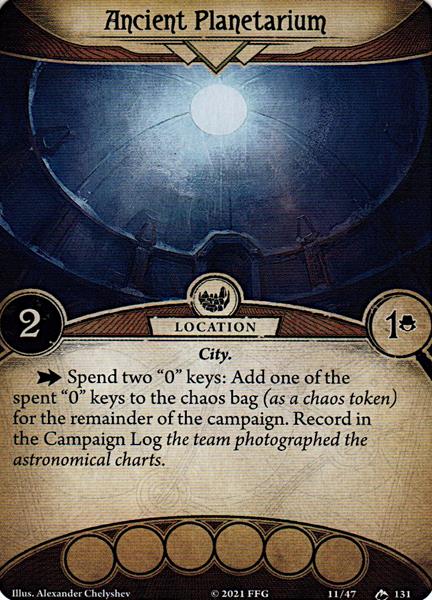 Ancient Planetarium
2
LOCATION
1
City.
Spend two “0” keys: Add one of the
spent “0” keys to the chaos bag (as a chaos token)
for the remainder of the campaign. Record in
the Campaign Log the team photographed the
astronomical charts.
Illus. Alexander Chelyshev © 2021 FFG 11/47 131